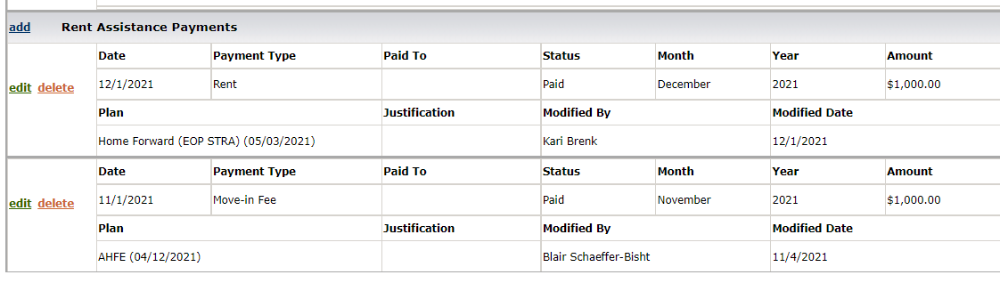 add Rent Assistance Payments
Date Payment Type Paid To Status Month Year Amount
edit delete 12/1/2021 Rent Paid December 2021 $1,000.00
Plan Justification Modified By Modified Date
Home Forward (EOP STRA) (05/03/2021) Kari Brenk 12/1/2021
Date Payment Type Paid To Status Month Year Amount
edit delete 11/1/2021 Move-in Fee Paid November 2021 $1,000.00
Plan Justification Modified By Modified Date
AHFE (04/12/2021) Blair Schaeffer-Bisht 11/4/2021